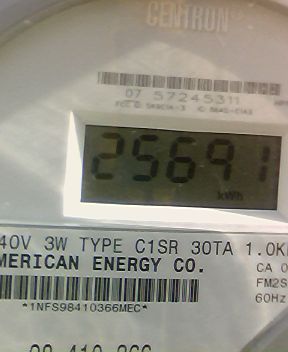 CENTRON
07 57245311
25691
kWh
40V 3W TYPE C1SR 30TA 1.0K
MERICAN ENERGY CO.
CA 0
FM2S
60Hz
*1NFS98410366MEC*